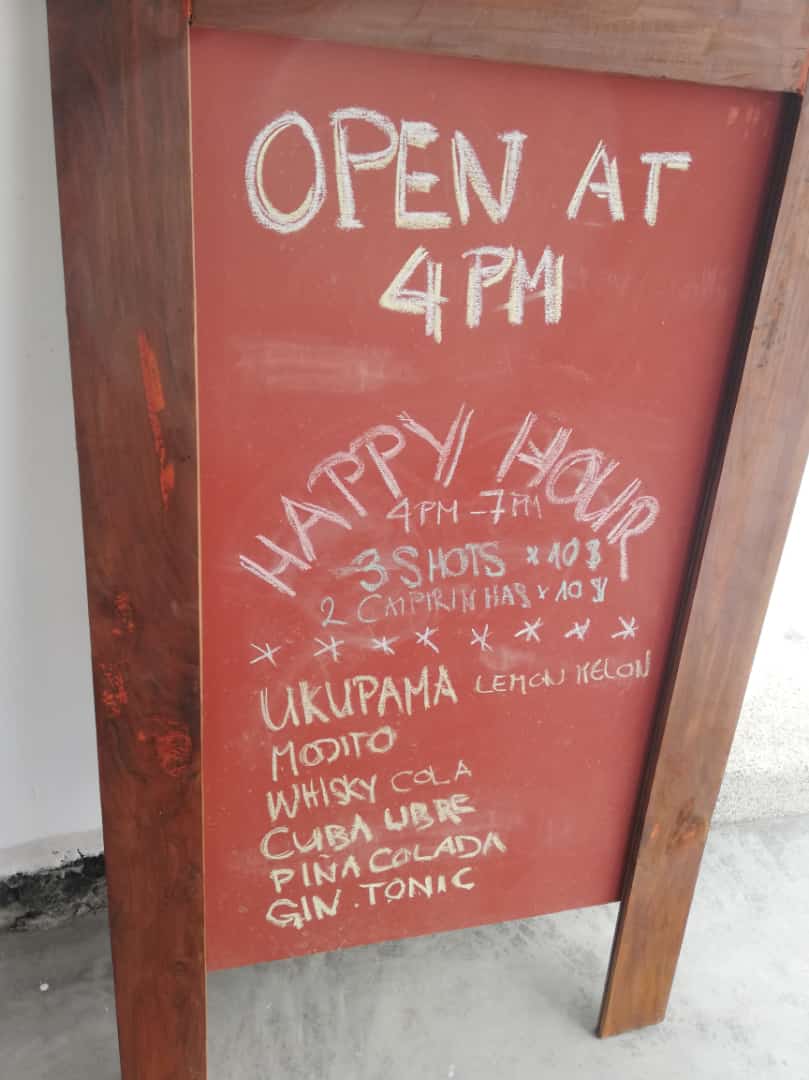 OPEN AT
4PM
HAPPY HOUR
4PM - 7PM
3 SHOTS x 10$
2 CAIPIRINHAS x 10$
UKUPAMA LEMON MELON
MOJITO
WHISKY COLA
CUBA LIBRE
PIÑA COLADA
GIN . TONIC